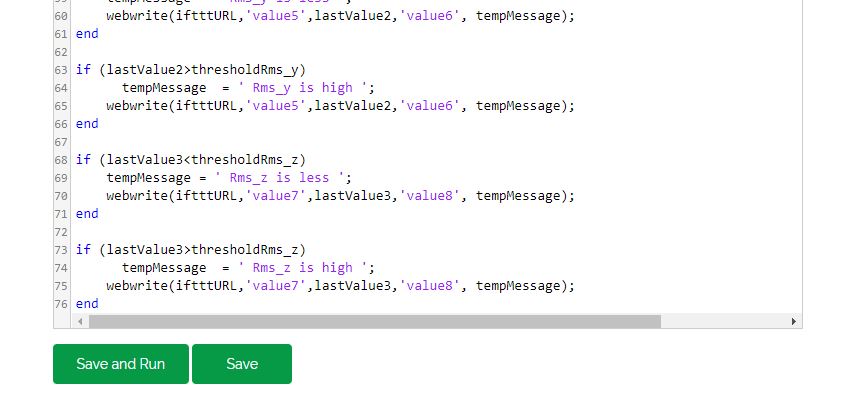 60 webwrite(iftttURL,'value5',lastValue2,'value6', tempMessage);
61 end
62
63 if (lastValue2>thresholdRms_y)
64 tempMessage = ' Rms_y is high ';
65 webwrite(iftttURL,'value5',lastValue2,'value6', tempMessage);
66 end
67
68 if (lastValue3<thresholdRms_z)
69 tempMessage = ' Rms_z is less ';
70 webwrite(iftttURL,'value7',lastValue3,'value8', tempMessage);
71 end
72
73 if (lastValue3>thresholdRms_z)
74 tempMessage = ' Rms_z is high ';
75 webwrite(iftttURL,'value7',lastValue3,'value8', tempMessage);
76 end
Save and Run Save